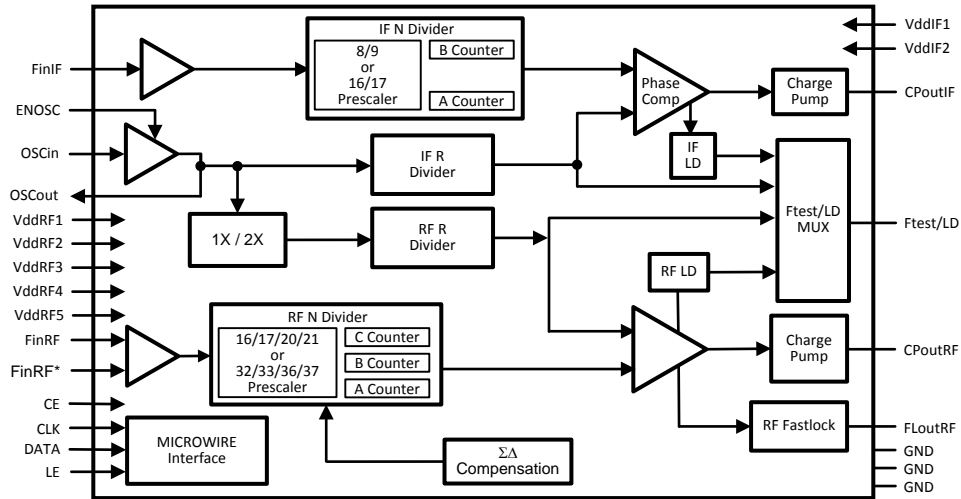 FinIF
ENOSC
OSCin
OSCout
VddRF1
VddRF2
VddRF3
VddRF4
VddRF5
FinRF
FinRF*
CE
CLK
DATA
LE
IF N Divider
8/9
or
16/17
Prescaler
B Counter
A Counter
IF R
Divider
1X / 2X
RF R
Divider
RF N Divider
16/17/20/21
or
32/33/36/37
Prescaler
C Counter
B Counter
A Counter
MICROWIRE
Interface
ΣΔ
Compensation
Phase
Comp
IF
LD
RF LD
Charge
Pump
Ftest/LD
MUX
Charge
Pump
RF Fastlock
VddIF1
VddIF2
CPoutIF
Ftest/LD
CPoutRF
FLoutRF
GND
GND
GND